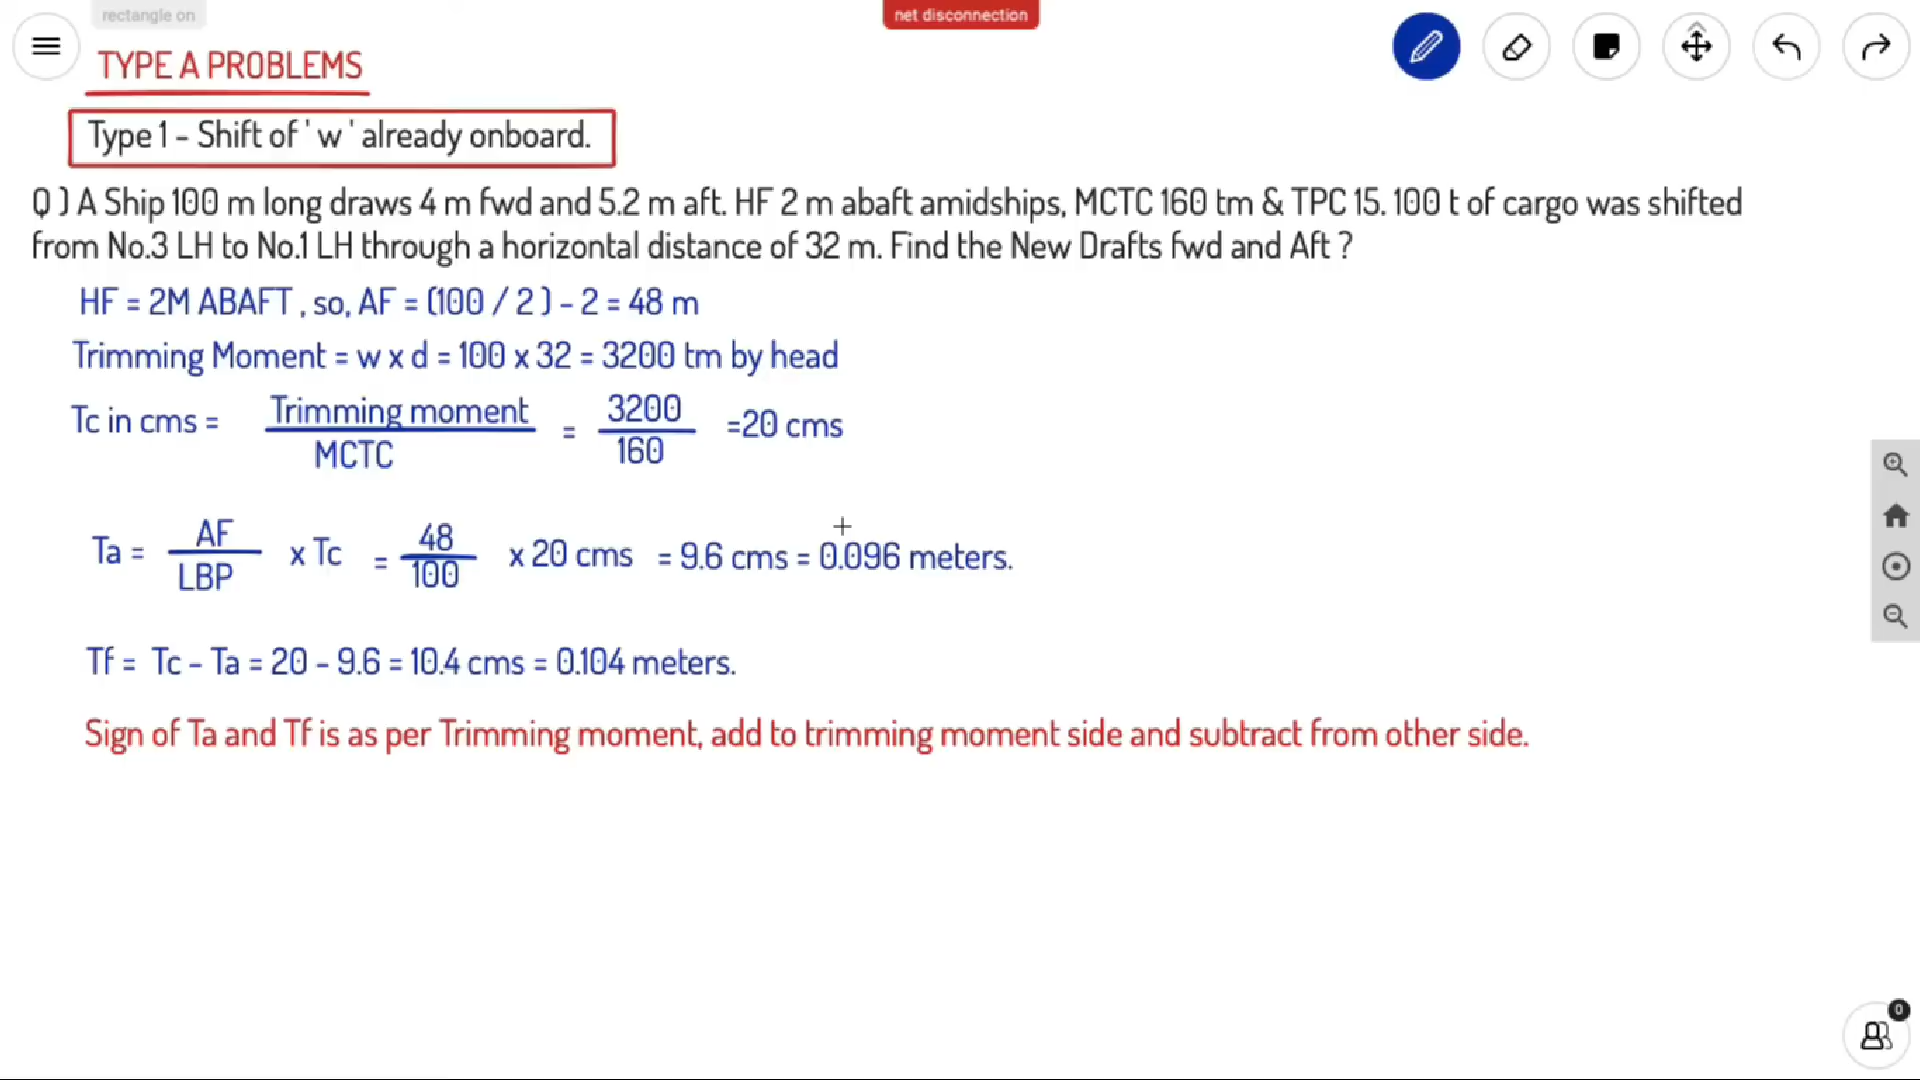 rectangle on
net disconnection
TYPE A PROBLEMS
Type 1 - Shift of ' w ' already onboard.
Q ) A Ship 100 m long draws 4 m fwd and 5.2 m aft. HF 2 m abaft amidships, MCTC 160 tm & TPC 15. 100 t of cargo was shifted
from No.3 LH to No.1 LH through a horizontal distance of 32 m. Find the New Drafts fwd and Aft ?
HF = 2M ABAFT , so, AF = (100 / 2 ) - 2 = 48 m
Trimming Moment = w x d = 100 x 32 = 3200 tm by head
Tc in cms = Trimming moment / MCTC = 3200 / 160 =20 cms
Ta = AF / LBP x Tc = 48 / 100 x 20 cms = 9.6 cms = 0.096 meters.
Tf = Tc - Ta = 20 - 9.6 = 10.4 cms = 0.104 meters.
Sign of Ta and Tf is as per Trimming moment, add to trimming moment side and subtract from other side.
0